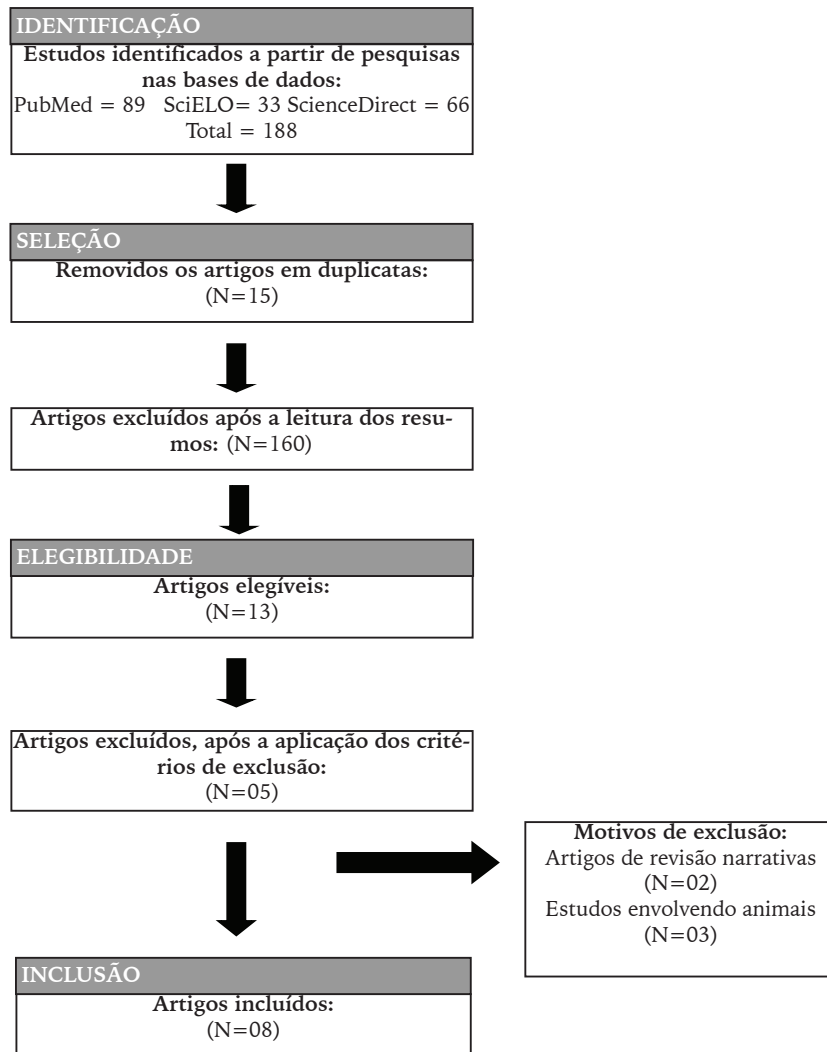 IDENTIFICAÇÃO
Estudos identificados a partir de pesquisas
nas bases de dados:
PubMed = 89 SciELO= 33 ScienceDirect = 66
Total = 188
SELEÇÃO
Removidos os artigos em duplicatas:
(N=15)
Artigos excluídos após a leitura dos resu-
mos: (N=160)
ELEGIBILIDADE
Artigos elegíveis:
(N=13)
Artigos excluídos, após a aplicação dos crité-
rios de exclusão:
(N=05)
Motivos de exclusão:
Artigos de revisão narrativas
(N=02)
Estudos envolvendo animais
(N=03)
INCLUSÃO
Artigos incluídos:
(N=08)